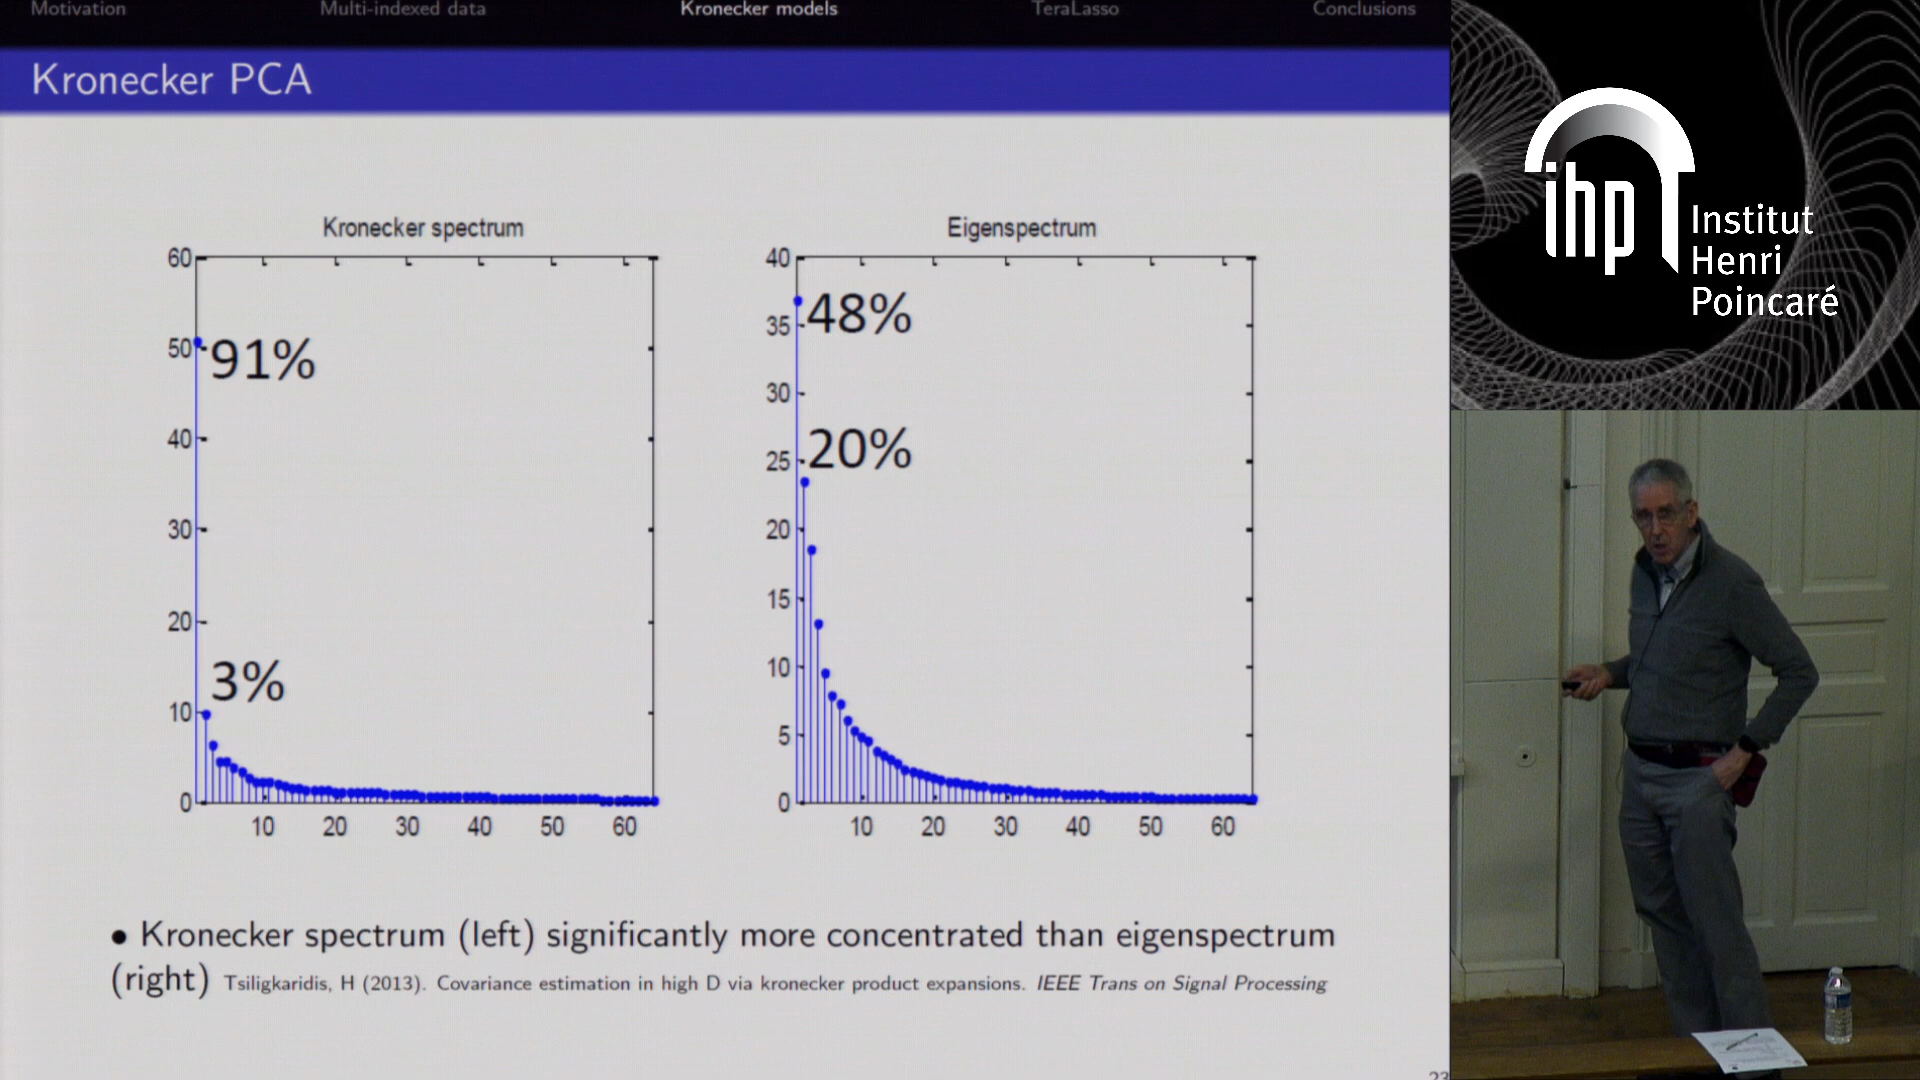 Motivation Multi-indexed data Kronecker models TeraLasso Conclusions
Kronecker PCA
Kronecker spectrum
60
50
40
30
20
10
0
91%
3%
10 20 30 40 50 60
Eigenspectrum
40
35
30
25
20
15
10
5
0
48%
20%
10 20 30 40 50 60
• Kronecker spectrum (left) significantly more concentrated than eigenspectrum
(right) Tsiligkaridis, H (2013). Covariance estimation in high D via kronecker product expansions. IEEE Trans on Signal Processing
23
ihp
Institut
Henri
Poincaré